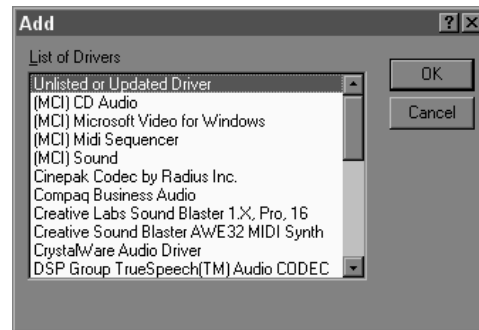 Add
List of Drivers
Unlisted or Updated Driver
(MCI) CD Audio
(MCI) Microsoft Video for Windows
(MCI) Midi Sequencer
(MCI) Sound
Cinepak Codec by Radius Inc.
Compaq Business Audio
Creative Labs Sound Blaster 1.X, Pro, 16
Creative Sound Blaster AWE32 MIDI Synth
CrystalWare Audio Driver
DSP Group TrueSpeech(TM) Audio CODEC
OK
Cancel